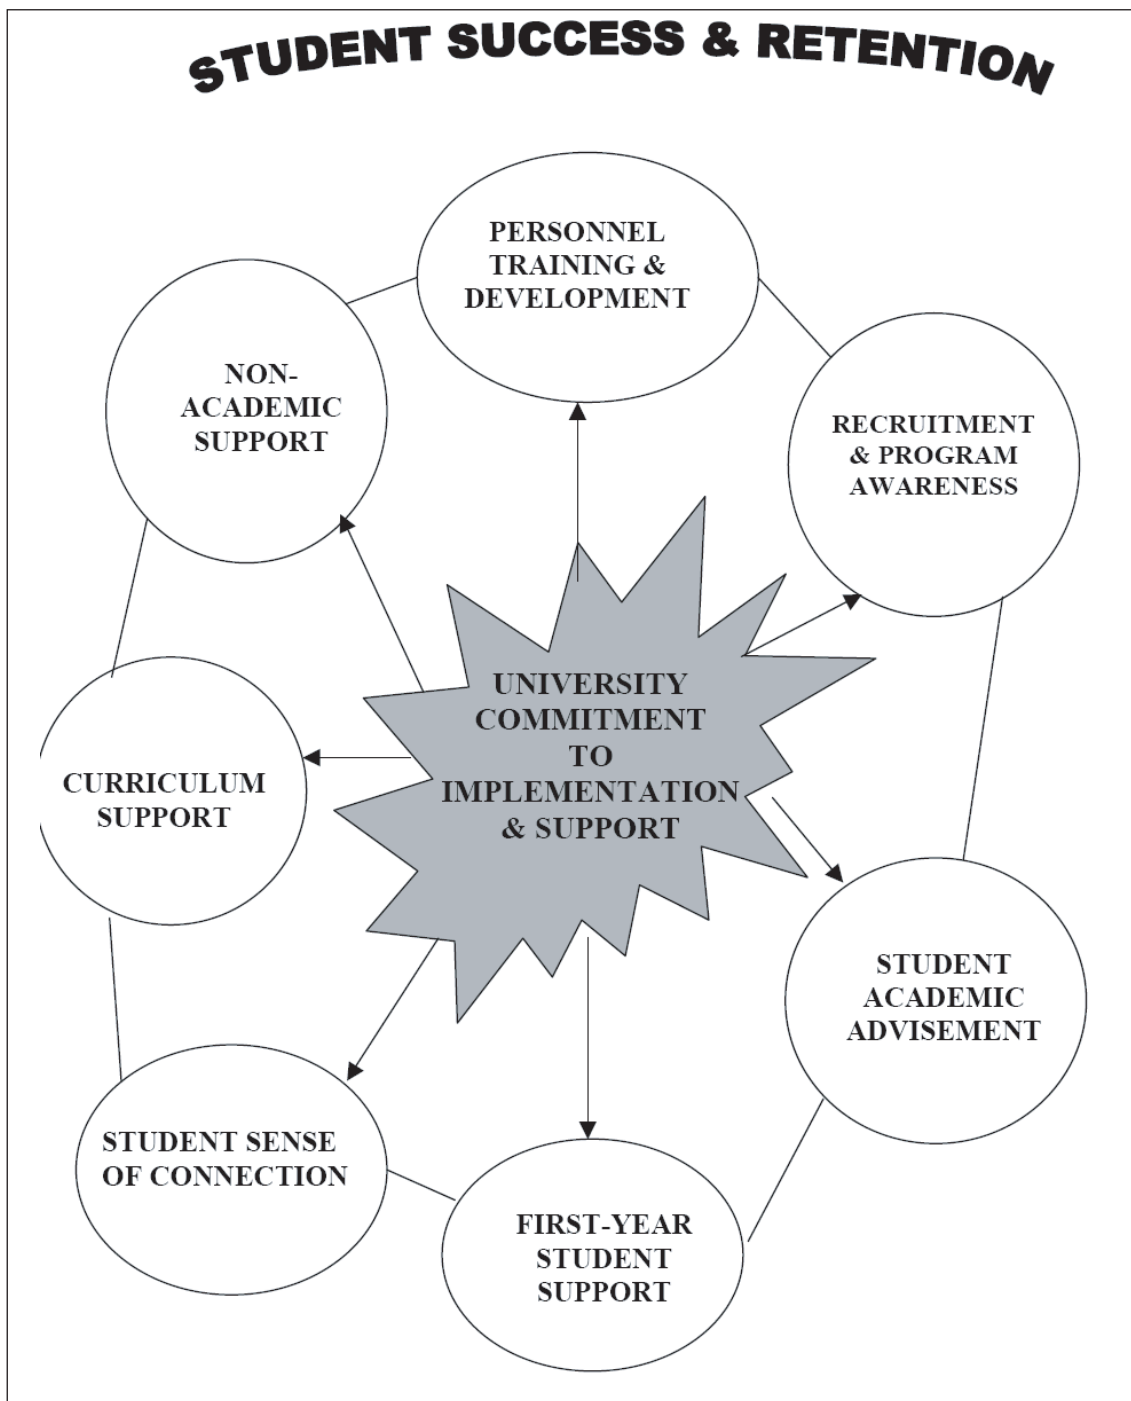 STUDENT SUCCESS & RETENTION
PERSONNEL
TRAINING &
DEVELOPMENT
NON-
ACADEMIC
SUPPORT
RECRUITMENT
& PROGRAM
AWARENESS
UNIVERSITY
COMMITMENT
TO
IMPLEMENTATION
& SUPPORT
CURRICULUM
SUPPORT
STUDENT
ACADEMIC
ADVISEMENT
STUDENT SENSE
OF CONNECTION
FIRST-YEAR
STUDENT
SUPPORT